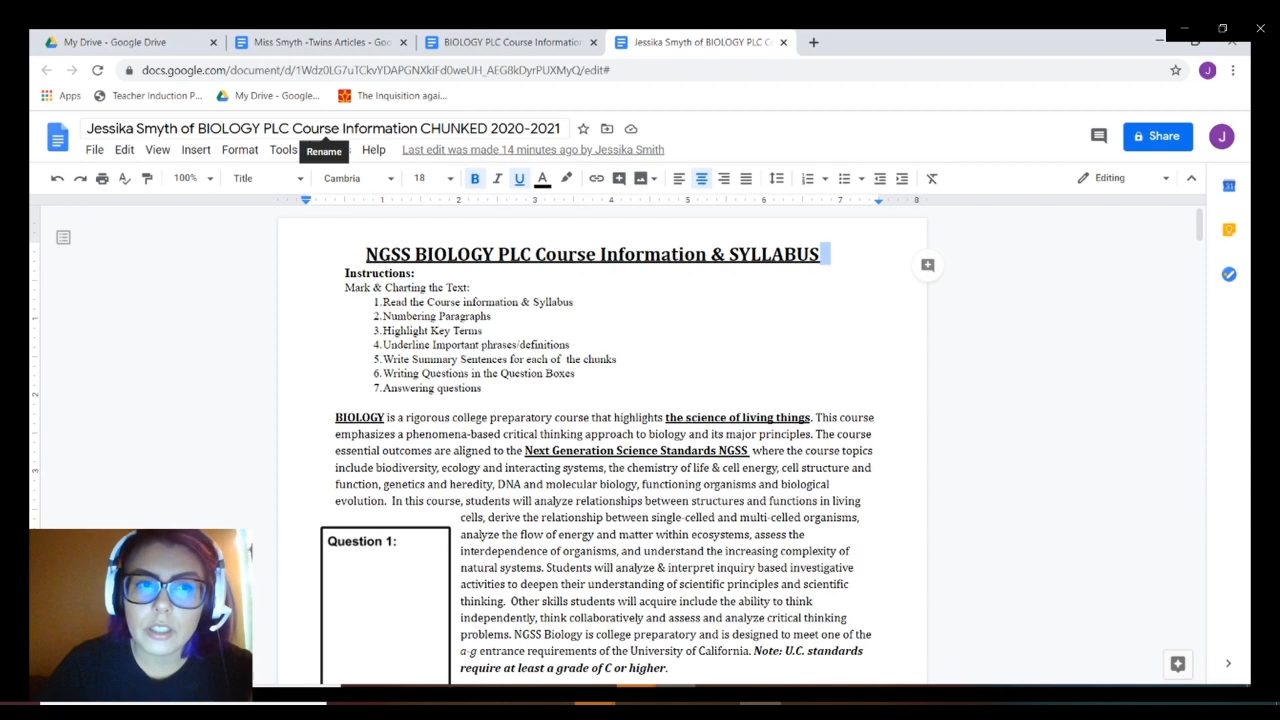 My Drive - Google Drive
Miss Smyth -Twins Articles - Goo
BIOLOGY PLC Course Information
Jessika Smyth of BIOLOGY PLC C
docs.google.com/document/d/1Wdz0LG7uTCkvYDAPGNXkiFd0weUH_AEG8kDyrPUXMyQ/edit#
J
Apps
Teacher Induction P...
My Drive - Google...
The Inquisition agai...
Jessika Smyth of BIOLOGY PLC Course Information CHUNKED 2020-2021
Share
J
Rename
File Edit View Insert Format Tools Help Last edit was made 14 minutes ago by Jessika Smith
100% Title Cambria 18 B I U A Editing
1 2 3 4 5 6 7 8
NGSS BIOLOGY PLC Course Information & SYLLABUS
Instructions:
Mark & Charting the Text:
1.Read the Course information & Syllabus
2.Numbering Paragraphs
3.Highlight Key Terms
4.Underline Important phrases/definitions
5.Write Summary Sentences for each of the chunks
6.Writing Questions in the Question Boxes
7.Answering questions
BIOLOGY is a rigorous college preparatory course that highlights the science of living things. This course
emphasizes a phenomena-based critical thinking approach to biology and its major principles. The course
essential outcomes are aligned to the Next Generation Science Standards NGSS, where the course topics
include biodiversity, ecology and interacting systems, the chemistry of life & cell energy, cell structure and
function, genetics and heredity, DNA and molecular biology, functioning organisms and biological
evolution. In this course, students will analyze relationships between structures and functions in living
cells, derive the relationship between single-celled and multi-celled organisms,
analyze the flow of energy and matter within ecosystems, assess the
interdependence of organisms, and understand the increasing complexity of
natural systems. Students will analyze & interpret inquiry based investigative
activities to deepen their understanding of scientific principles and scientific
thinking. Other skills students will acquire include the ability to think
independently, think collaboratively and assess and analyze critical thinking
problems. NGSS Biology is college preparatory and is designed to meet one of the
a-g entrance requirements of the University of California. Note: U.C. standards
require at least a grade of C or higher.
Question 1: